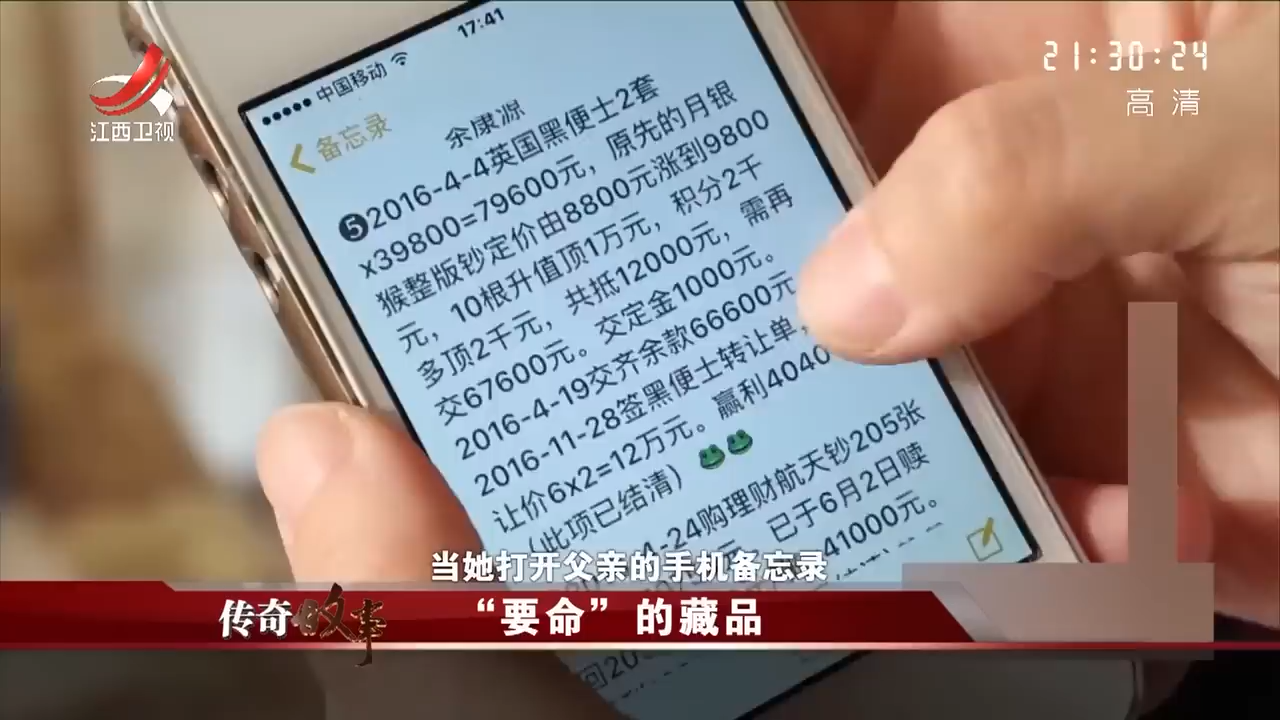 21:30:24
高清
江西卫视
中国移动
17:41
备忘录
余康源
❺2016-4-4英国黑便士2套
x39800=79600元，原先的月银
猴整版钞定价由8800元涨到9800
元，10根升值顶1万元，积分2千
多顶2千元，共抵12000元，需再
交67600元。交定金1000元。
2016-4-19交齐余款66600元
2016-11-28签黑便士转让单，
让价6x2=12万元。赢利4040
（此项已结清）🐸🐸
4-24购理财航天钞205张
已于6月2日赎
41000元。
当她打开父亲的手机备忘录
传奇故事
“要命”的藏品